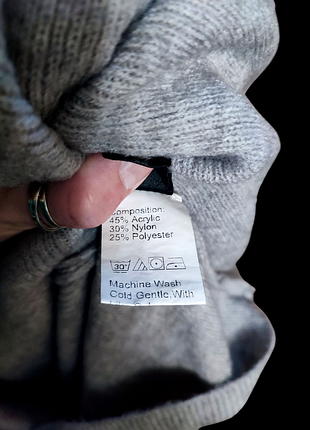 Composition:
45% Acrylic
30% Nylon
25% Polyester
30°
Machine Wash
Cold Gentle, With